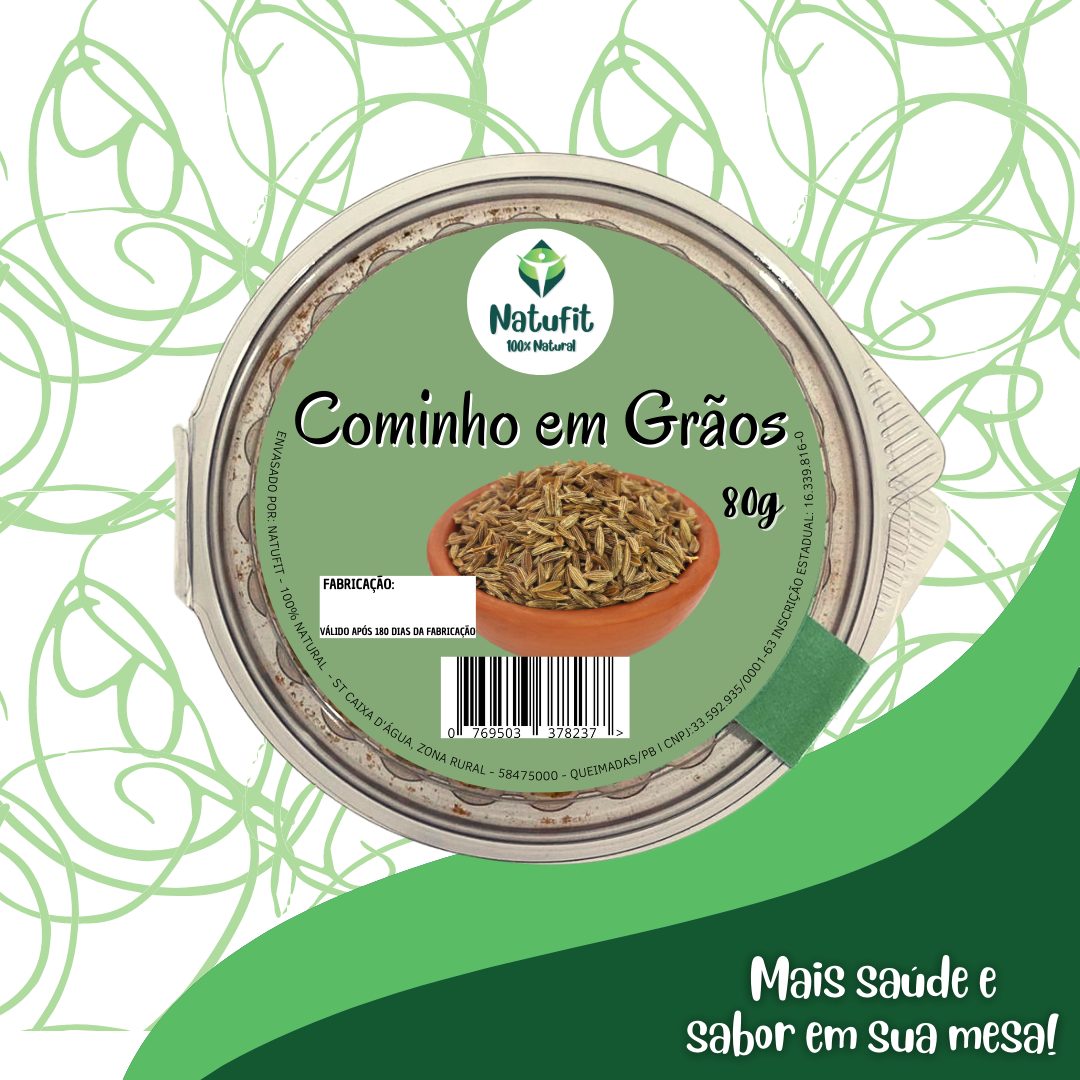 Natufit
100% Natural
Cominho em Grãos
80g
FABRICAÇÃO:
VÁLIDO APÓS 180 DIAS DA FABRICAÇÃO
0 769503 378237 >
ENVASADO POR: NATUFIT - 100% NATURAL - ST CAIXA D'ÁGUA, ZONA RURAL - 58475000 - QUEIMADAS/PB | CNPJ:33.592.935/0001-63 INSCRIÇÃO ESTADUAL: 16.339.816-0
Mais saúde e
sabor em sua mesa!